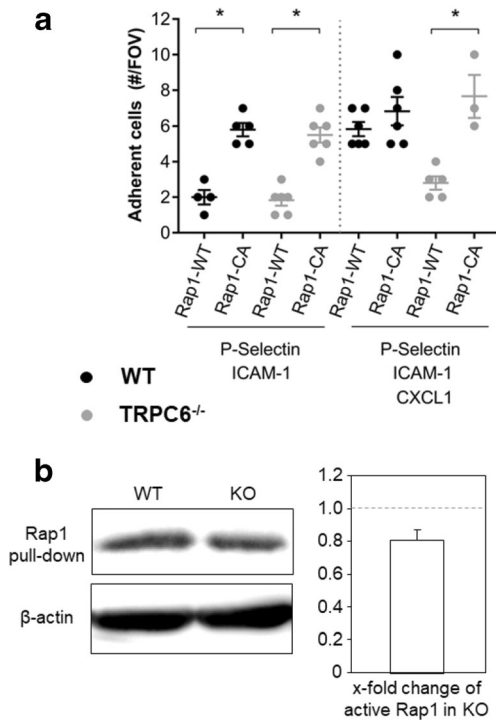 a
* * *
Adherent cells (#/FOV)
12
10
8
6
4
2
0
Rap1-WT Rap1-CA Rap1-WT Rap1-CA Rap1-WT Rap1-CA Rap1-WT Rap1-CA
P-Selectin
ICAM-1
P-Selectin
ICAM-1
CXCL1
WT
TRPC6-/-
b
WT KO
Rap1
pull-down
β-actin
1.2
1.0
0.8
0.6
0.4
0.2
0
x-fold change of
active Rap1 in KO